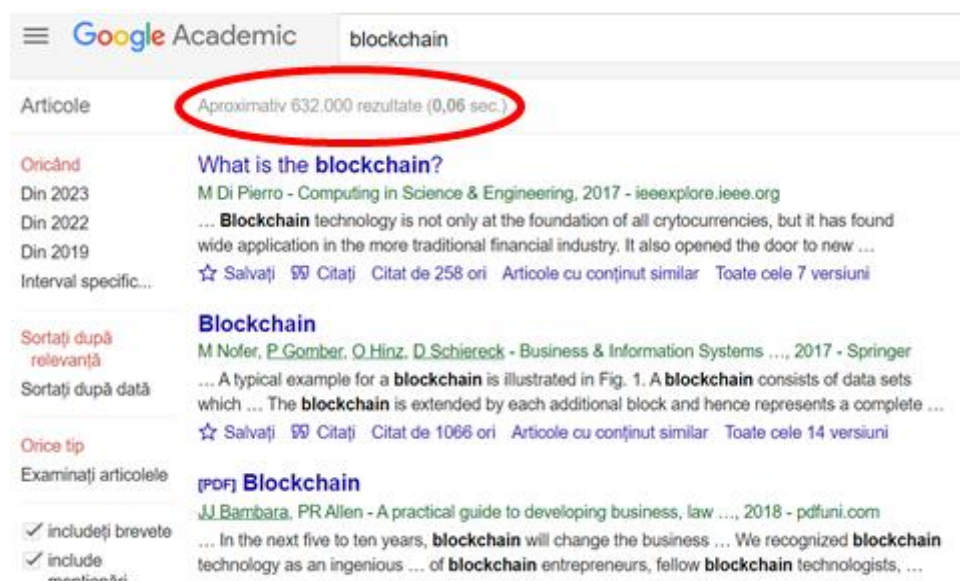 Google Academic
blockchain
Articole
Aproximativ 632.000 rezultate (0,06 sec.)
Oricând
Din 2023
Din 2022
Din 2019
Interval specific...
Sortați după
relevanță
Sortați după dată
Orice tip
Examinați articolele
includeți brevete
include
What is the blockchain?
M Di Pierro - Computing in Science & Engineering, 2017 - ieeexplore.ieee.org
... Blockchain technology is not only at the foundation of all crytocurrencies, but it has found
wide application in the more traditional financial industry. It also opened the door to new ...
Salvați Citați Citat de 258 ori Articole cu conținut similar Toate cele 7 versiuni
Blockchain
M Nofer, P Gomber, O Hinz, D Schiereck - Business & Information Systems ..., 2017 - Springer
... A typical example for a blockchain is illustrated in Fig. 1. A blockchain consists of data sets
which ... The blockchain is extended by each additional block and hence represents a complete ...
Salvați Citați Citat de 1066 ori Articole cu conținut similar Toate cele 14 versiuni
[PDF] Blockchain
JJ Bambara, PR Allen - A practical guide to developing business, law ..., 2018 - pdfuni.com
... In the next five to ten years, blockchain will change the business ... We recognized blockchain
technology as an ingenious ... of blockchain entrepreneurs, fellow blockchain technologists, ...